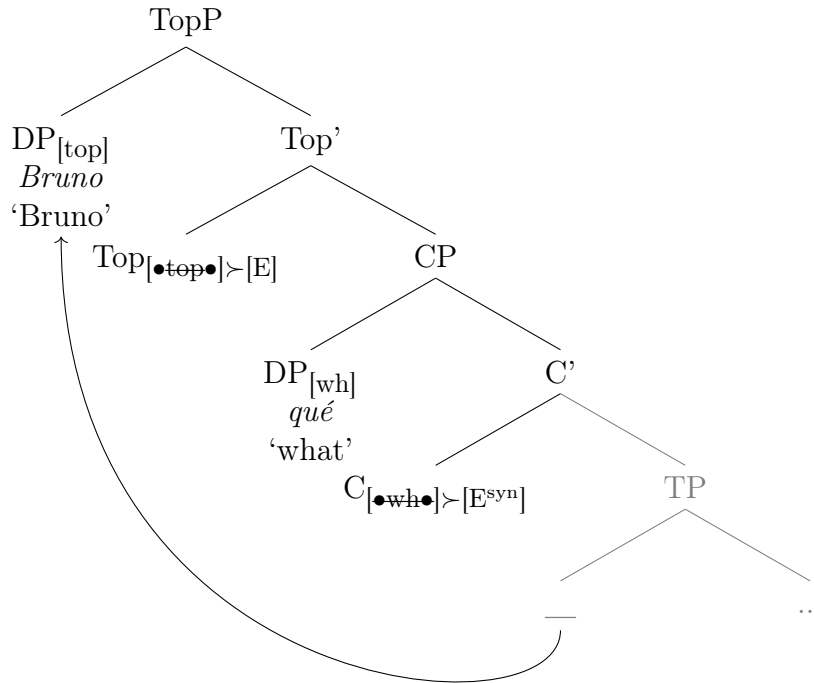 TopP
DP[top] Top’
Bruno
‘Bruno’
Top[●top●]≻[E] CP
DP[wh] C’
qué
‘what’
C[●wh●]≻[Esyn] TP
— ..